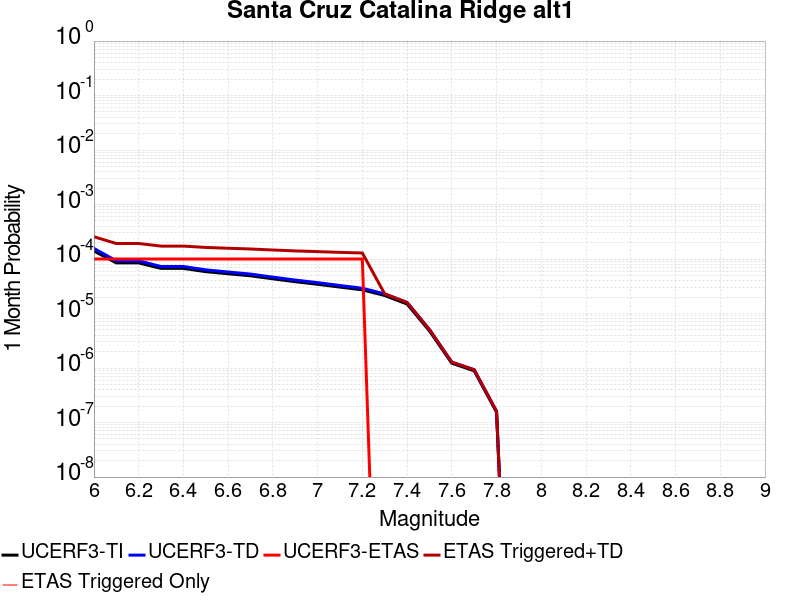 Santa Cruz Catalina Ridge alt1
10^0
10^-1
10^-2
10^-3
10^-4
10^-5
10^-6
10^-7
10^-8
1 Month Probability
6 6.2 6.4 6.6 6.8 7 7.2 7.4 7.6 7.8 8 8.2 8.4 8.6 8.8 9
Magnitude
UCERF3-TI UCERF3-TD UCERF3-ETAS ETAS Triggered+TD
ETAS Triggered Only